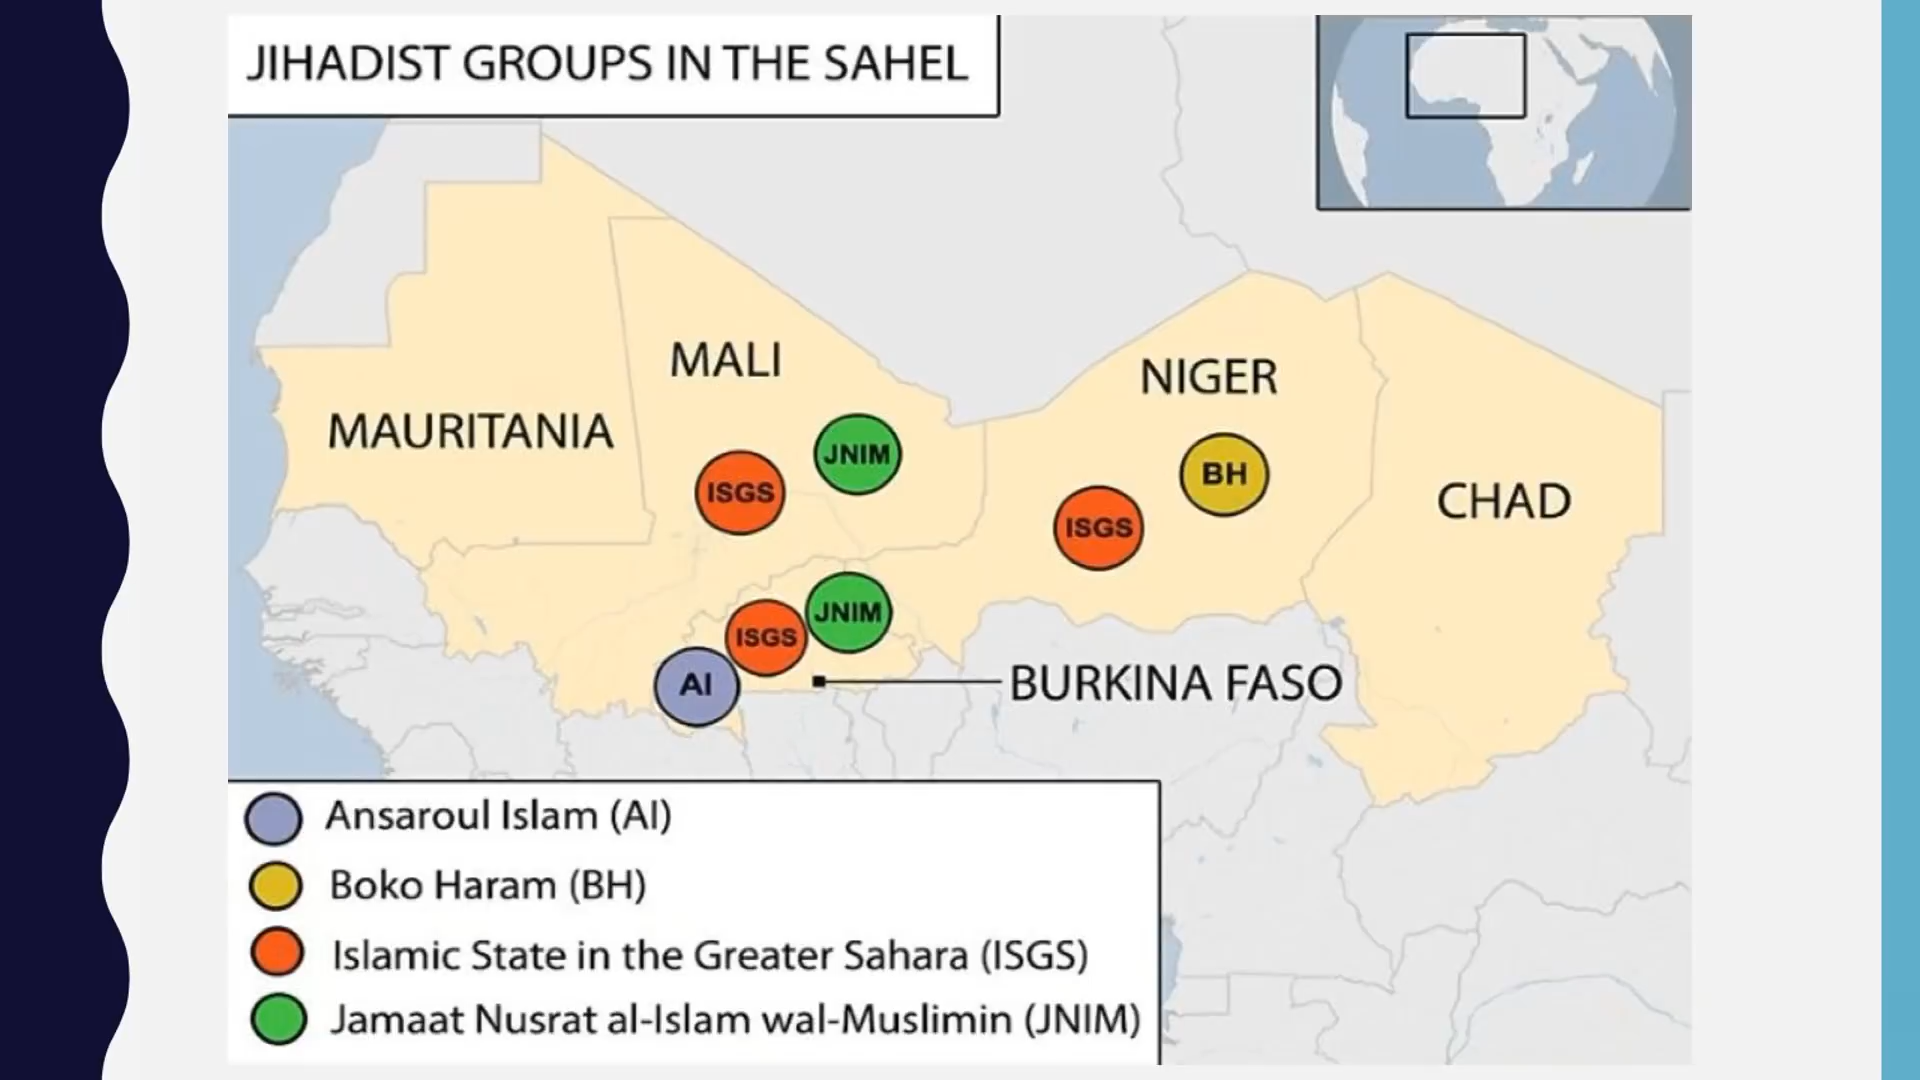 JIHADIST GROUPS IN THE SAHEL
MALI
NIGER
MAURITANIA
JNIM
BH
ISGS
CHAD
ISGS
JNIM
ISGS
AI
BURKINA FASO
Ansaroul Islam (AI)
Boko Haram (BH)
Islamic State in the Greater Sahara (ISGS)
Jamaat Nusrat al-Islam wal-Muslimin (JNIM)